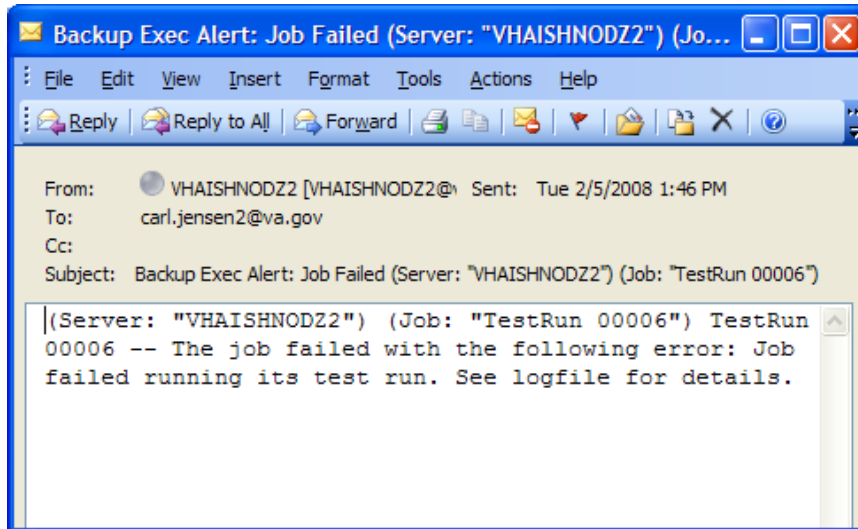 Backup Exec Alert: Job Failed (Server: "VHAISHNODZ2") (Jo...
File Edit View Insert Format Tools Actions Help
Reply Reply to All Forward
From: VHAISHNODZ2 [VHAISHNODZ2@ Sent: Tue 2/5/2008 1:46 PM
To: carl.jensen2@va.gov
Cc:
Subject: Backup Exec Alert: Job Failed (Server: "VHAISHNODZ2") (Job: "TestRun 00006")
(Server: "VHAISHNODZ2") (Job: "TestRun 00006") TestRun
00006 -- The job failed with the following error: Job
failed running its test run. See logfile for details.